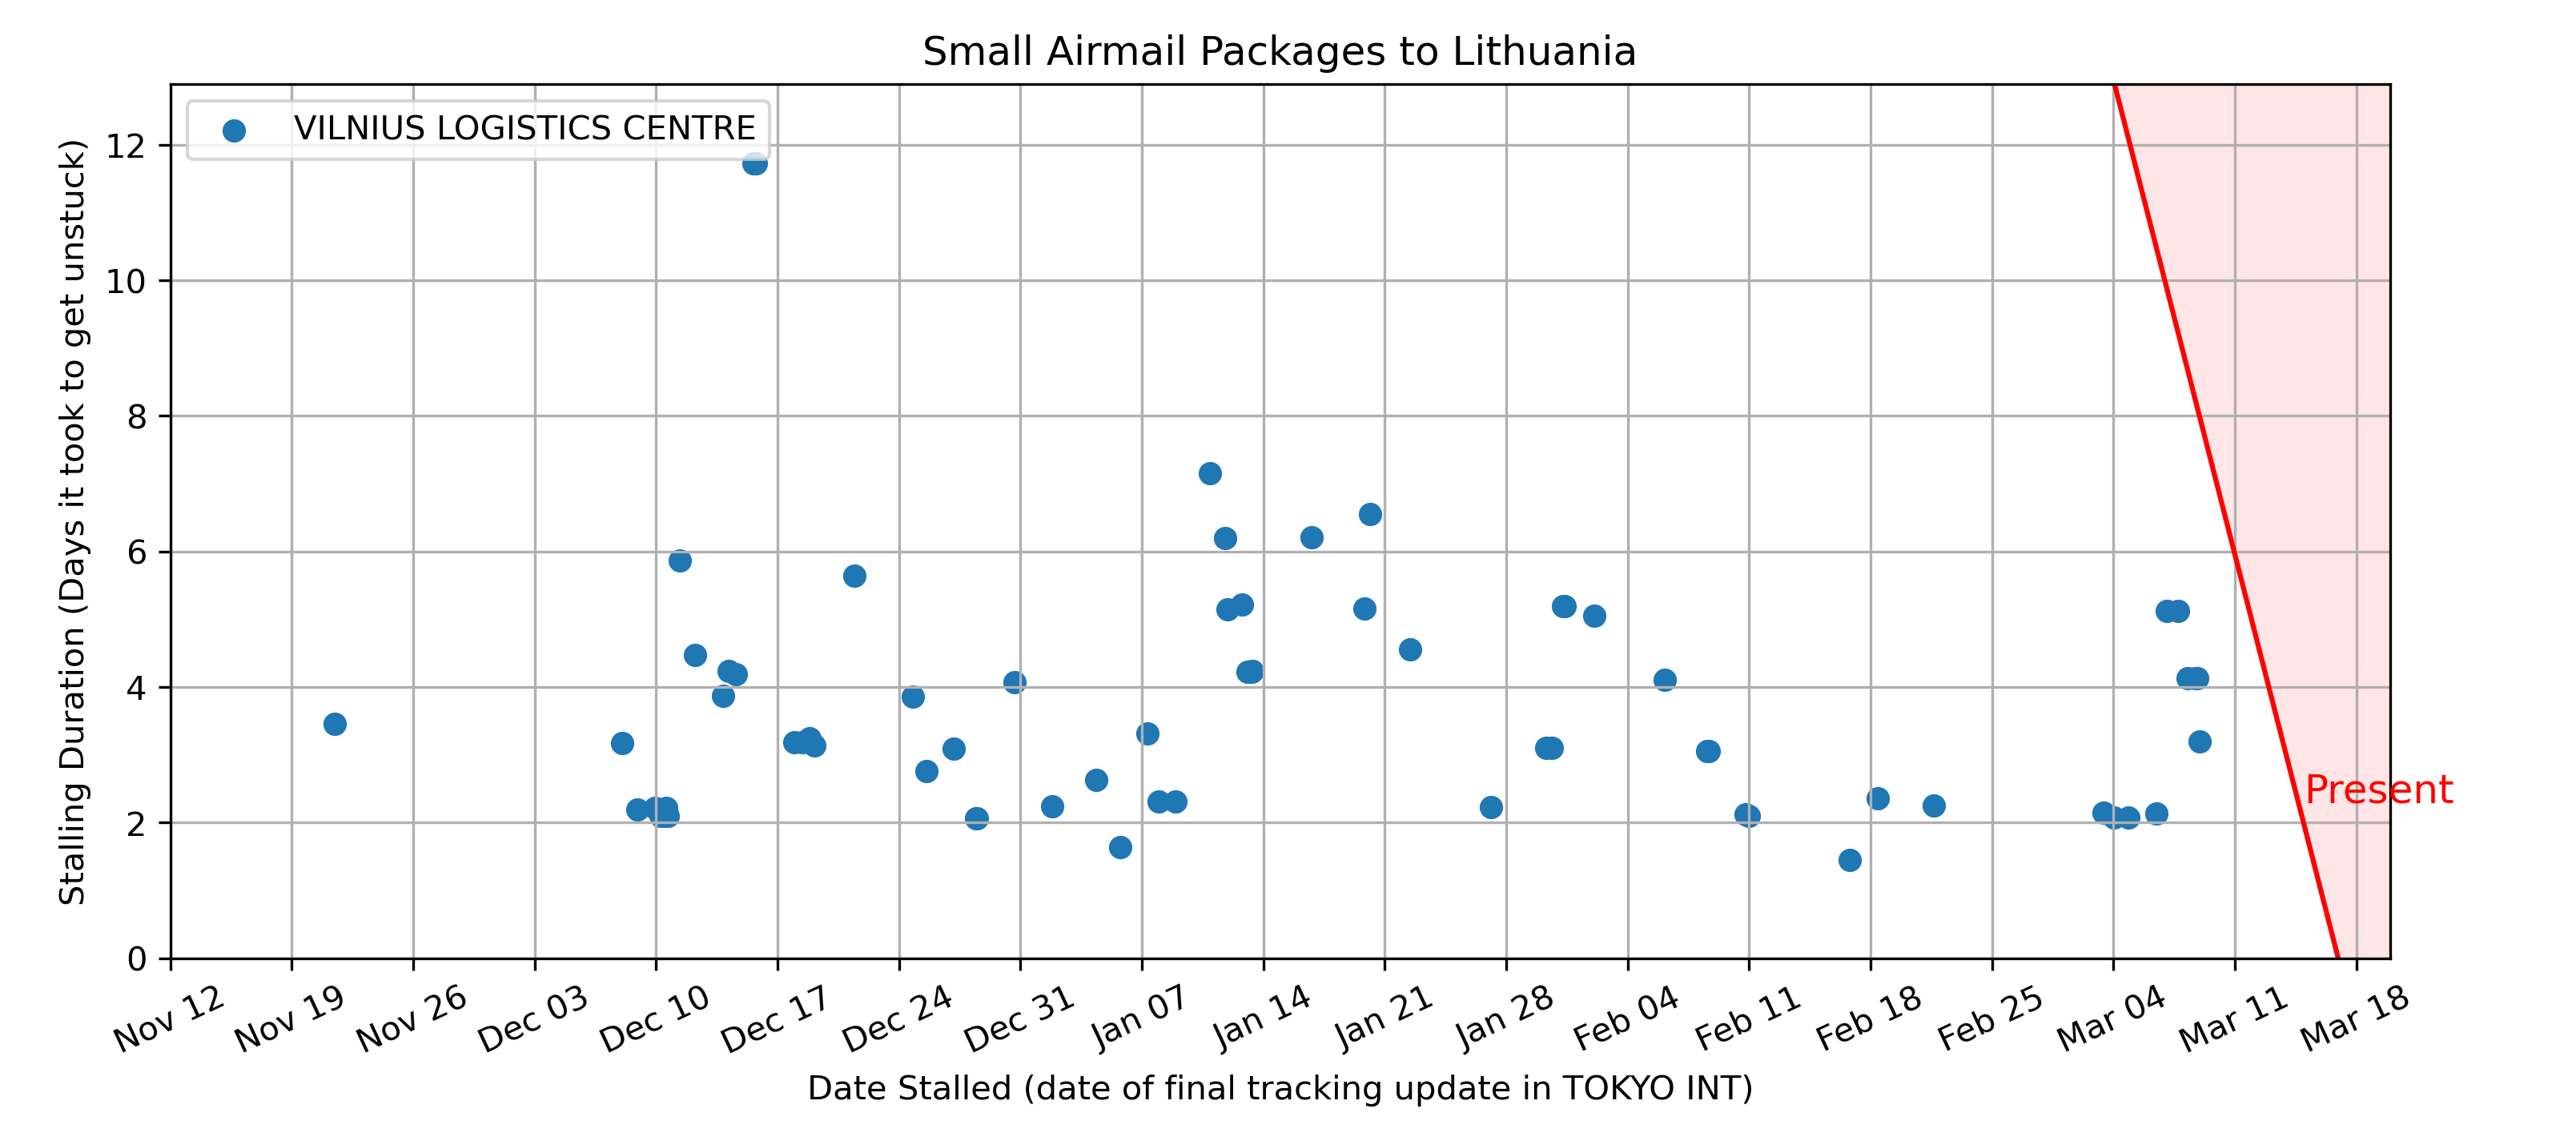 Small Airmail Packages to Lithuania
VILNIUS LOGISTICS CENTRE
Stalling Duration (Days it took to get unstuck)
12
10
8
6
4
2
0
Present
Nov 12
Nov 19
Nov 26
Dec 03
Dec 10
Dec 17
Dec 24
Dec 31
Jan 07
Jan 14
Jan 21
Jan 28
Feb 04
Feb 11
Feb 18
Feb 25
Mar 04
Mar 11
Mar 18
Date Stalled (date of final tracking update in TOKYO INT)